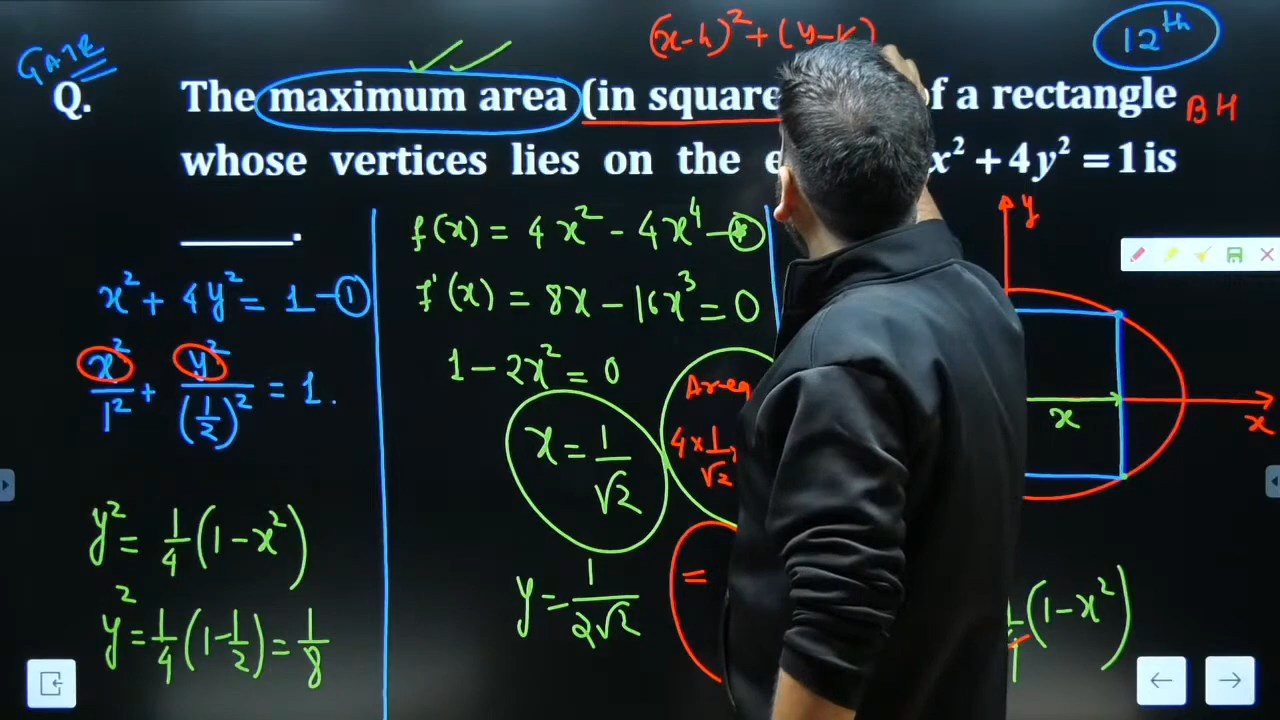 GATE
(x-h)² + (y-k)
12th
Q. The maximum area (in square of a rectangle
BH
whose vertices lies on the x² + 4y² = 1 is
______.
x² + 4y² = 1 - ①
x²/1² + y²/(1/2)² = 1.
y² = 1/4 (1-x²)
y² = 1/4 (1-1/2) = 1/8
f(x) = 4x² - 4x⁴ - *
f'(x) = 8x - 16x³ = 0
1 - 2x² = 0
x = 1/√2
y = 1/2√2
Area
4 × 1/√2
=
y
x
x
(1-x²)